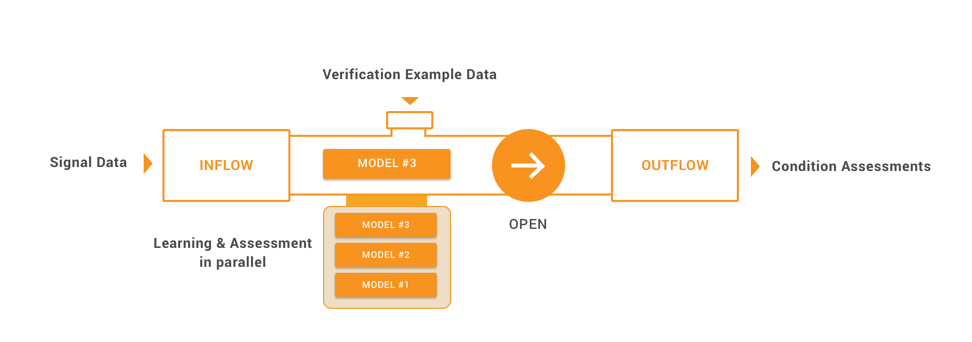 Verification Example Data
Signal Data
INFLOW
MODEL #3
OUTFLOW
Condition Assessments
OPEN
Learning & Assessment
in parallel
MODEL #3
MODEL #2
MODEL #1